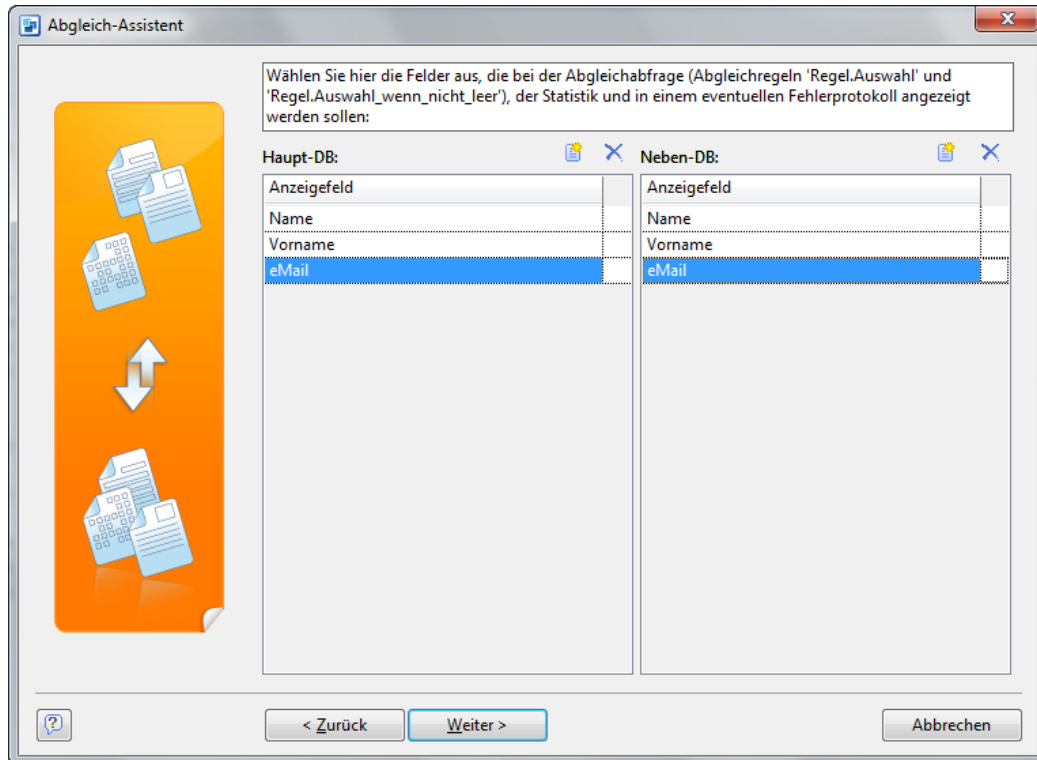 Abgleich-Assistent
Wählen Sie hier die Felder aus, die bei der Abgleichabfrage (Abgleichregeln 'Regel.Auswahl' und
'Regel.Auswahl_wenn_nicht_leer'), der Statistik und in einem eventuellen Fehlerprotokoll angezeigt
werden sollen:
Haupt-DB:
Anzeigefeld
Name
Vorname
eMail
Neben-DB:
Anzeigefeld
Name
Vorname
eMail
< Zurück
Weiter >
Abbrechen